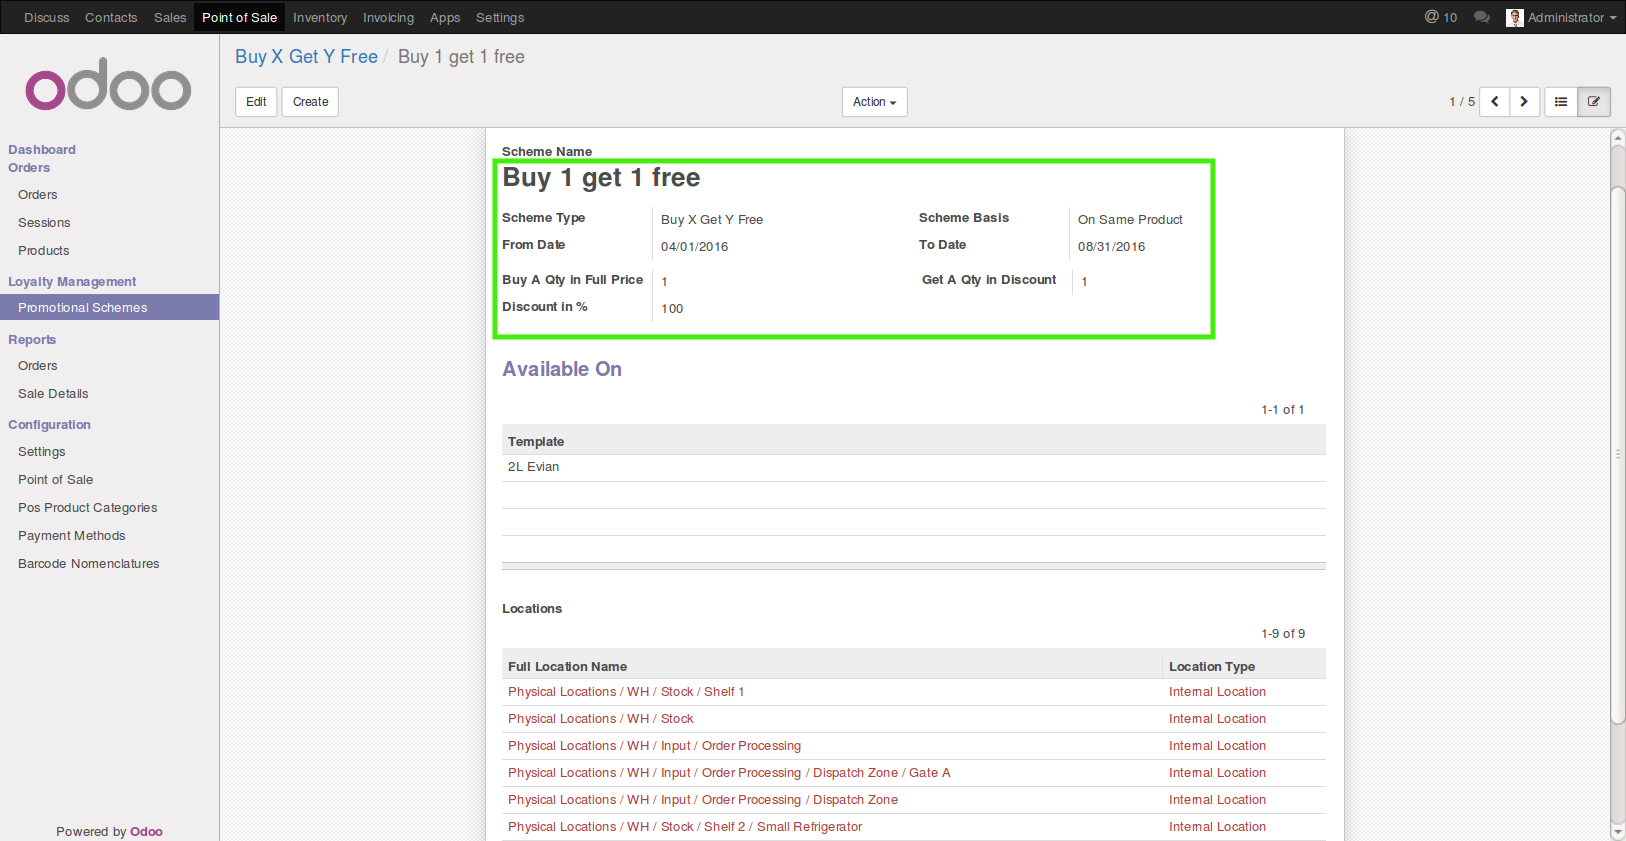 Discuss Contacts Sales Point of Sale Inventory Invoicing Apps Settings @ 10 Administrator
odoo
Buy X Get Y Free / Buy 1 get 1 free
Edit Create Action 1 / 5
Dashboard
Orders
Orders
Sessions
Products
Loyalty Management
Promotional Schemes
Reports
Orders
Sale Details
Configuration
Settings
Point of Sale
Pos Product Categories
Payment Methods
Barcode Nomenclatures
Powered by Odoo
Scheme Name
Buy 1 get 1 free
Scheme Type Buy X Get Y Free Scheme Basis On Same Product
From Date 04/01/2016 To Date 08/31/2016
Buy A Qty in Full Price 1 Get A Qty in Discount 1
Discount in % 100
Available On
1-1 of 1
Template
2L Evian
Locations
1-9 of 9
Full Location Name Location Type
Physical Locations / WH / Stock / Shelf 1 Internal Location
Physical Locations / WH / Stock Internal Location
Physical Locations / WH / Input / Order Processing Internal Location
Physical Locations / WH / Input / Order Processing / Dispatch Zone / Gate A Internal Location
Physical Locations / WH / Input / Order Processing / Dispatch Zone Internal Location
Physical Locations / WH / Stock / Shelf 2 / Small Refrigerator Internal Location